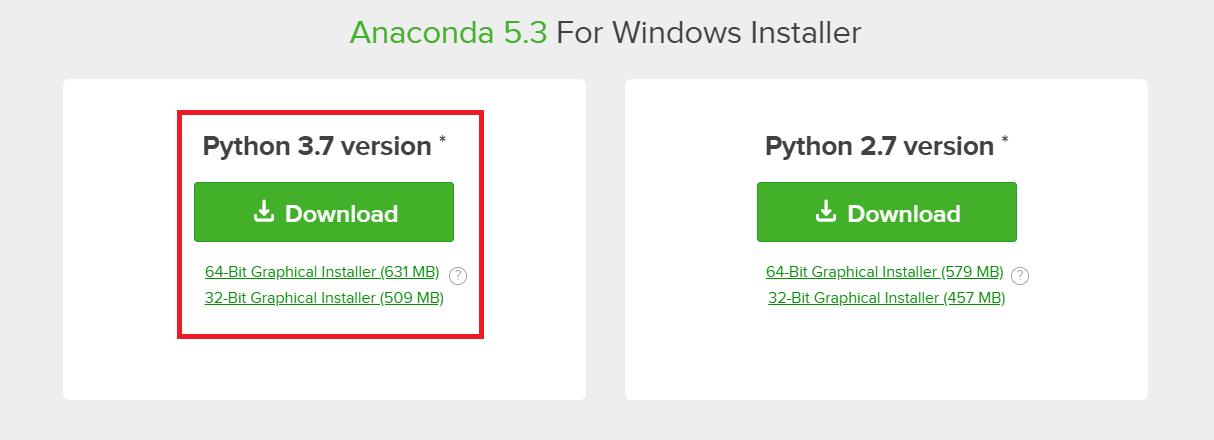 Anaconda 5.3 For Windows Installer
Python 3.7 version *
Download
64-Bit Graphical Installer (631 MB) ?
32-Bit Graphical Installer (509 MB)
Python 2.7 version *
Download
64-Bit Graphical Installer (579 MB) ?
32-Bit Graphical Installer (457 MB)